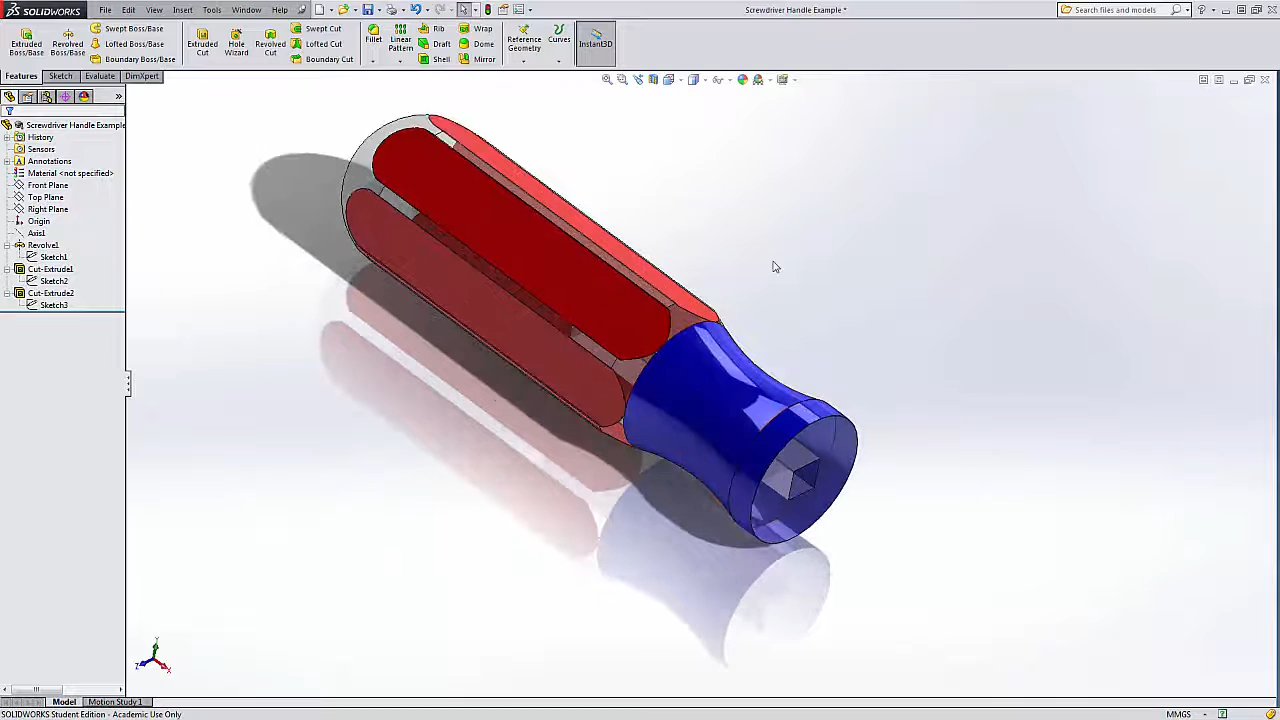 SOLIDWORKS File Edit View Insert Tools Window Help Screwdriver Handle Example * Search files and models
Extruded Boss/Base
Revolved Boss/Base
Swept Boss/Base
Lofted Boss/Base
Boundary Boss/Base
Extruded Cut
Hole Wizard
Revolved Cut
Swept Cut
Lofted Cut
Boundary Cut
Fillet
Linear Pattern
Rib
Draft
Shell
Wrap
Dome
Mirror
Reference Geometry
Curves
Instant3D
Features Sketch Evaluate DimXpert
Screwdriver Handle Example
History
Sensors
Annotations
Material <not specified>
Front Plane
Top Plane
Right Plane
Origin
Axis1
Revolve1
Sketch1
Cut-Extrude1
Sketch2
Cut-Extrude2
Sketch3
Y
Z
X
Model Motion Study 1
SOLIDWORKS Student Edition - Academic Use Only MMGS